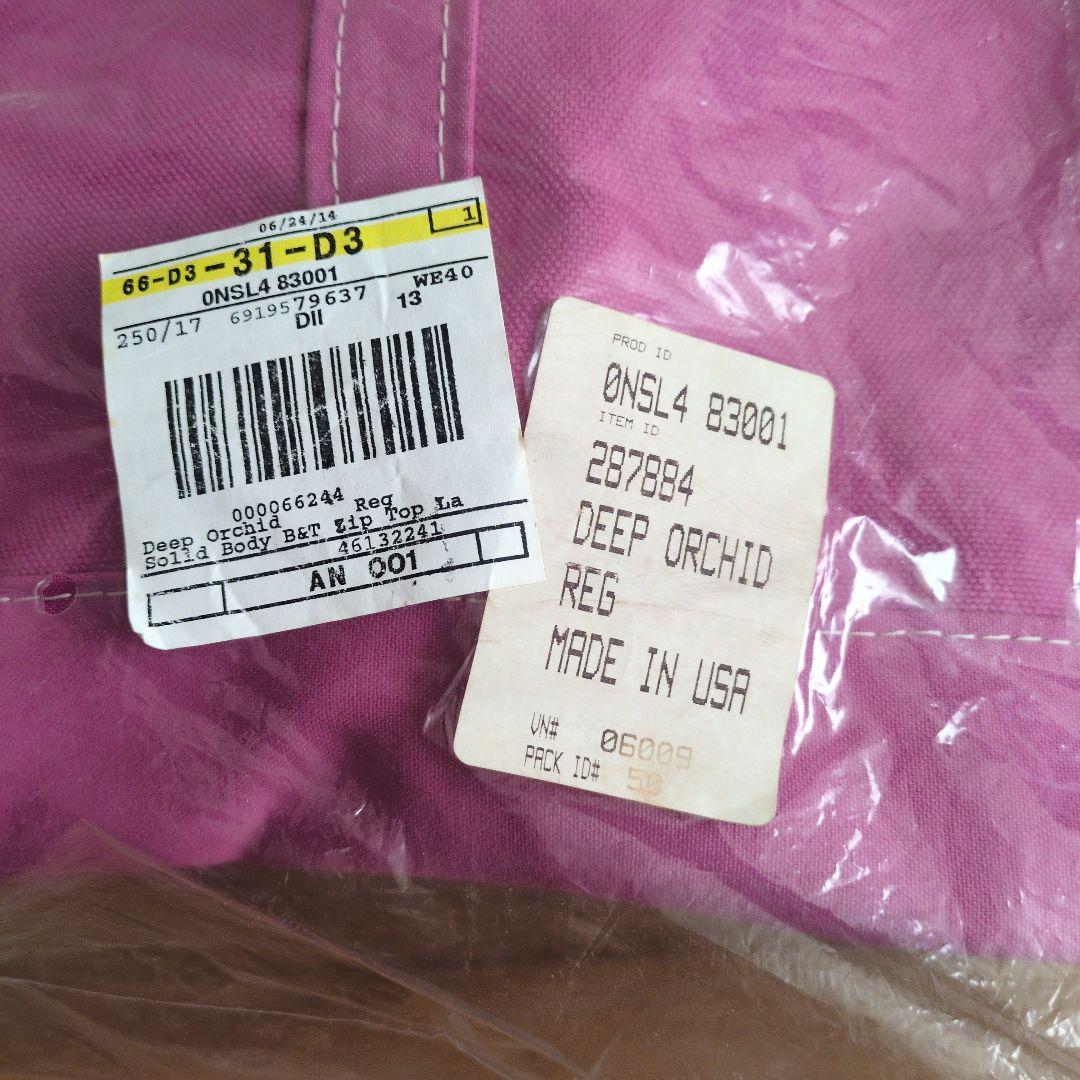 06/24/14
1
66-D3-31-D3
0NSL4 83001
WE40
250/17 6919579637 13
DII
000066244
Deep Orchid Reg
Solid Body B&T Zip Top La
46132241
AN 001
PROD ID
0NSL4 83001
ITEM ID
287884
DEEP ORCHID
REG
MADE IN USA
VN# 06009
PACK ID# 50